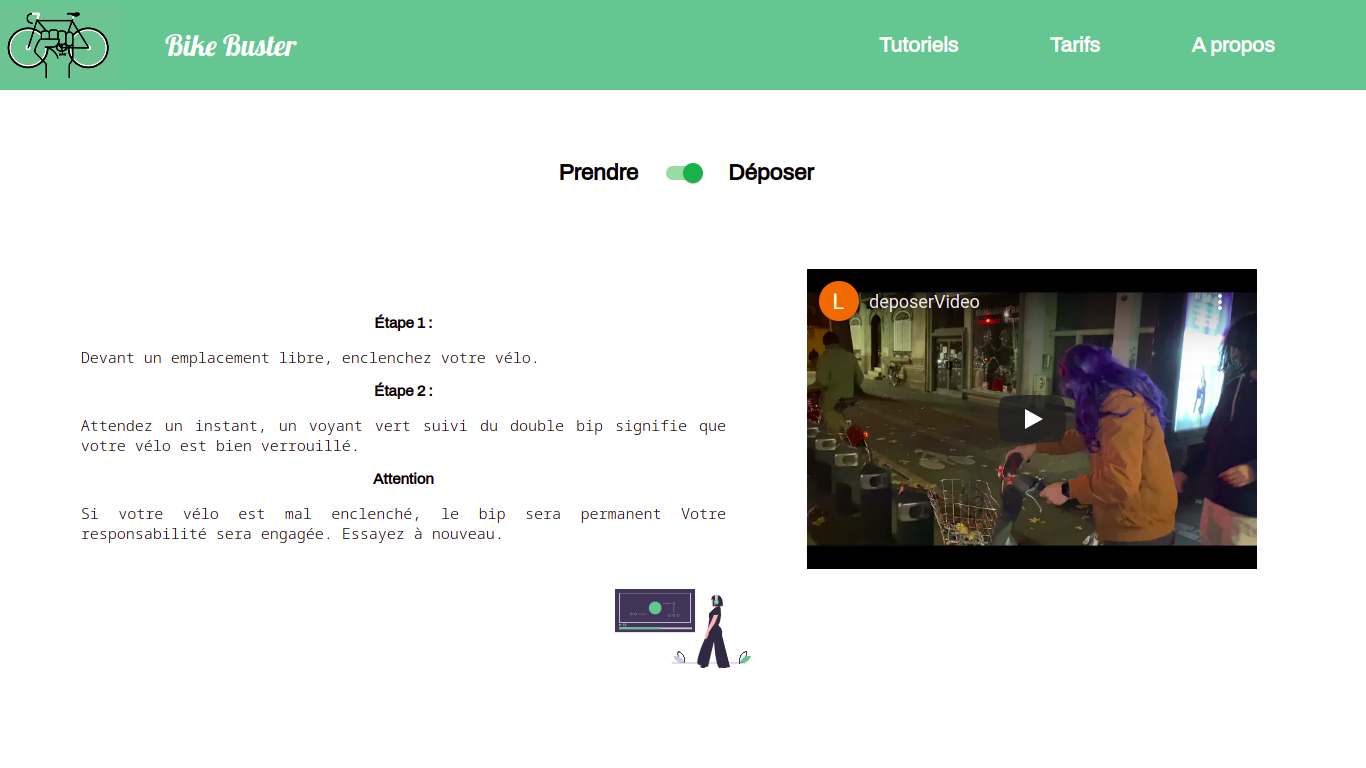 Bike Buster
Tutoriels
Tarifs
A propos
Prendre
Déposer
Étape 1 :
Devant un emplacement libre, enclenchez votre vélo.
Étape 2 :
Attendez un instant, un voyant vert suivi du double bip signifie que
votre vélo est bien verrouillé.
Attention
Si votre vélo est mal enclenché, le bip sera permanent Votre
responsabilité sera engagée. Essayez à nouveau.
L
deposerVideo